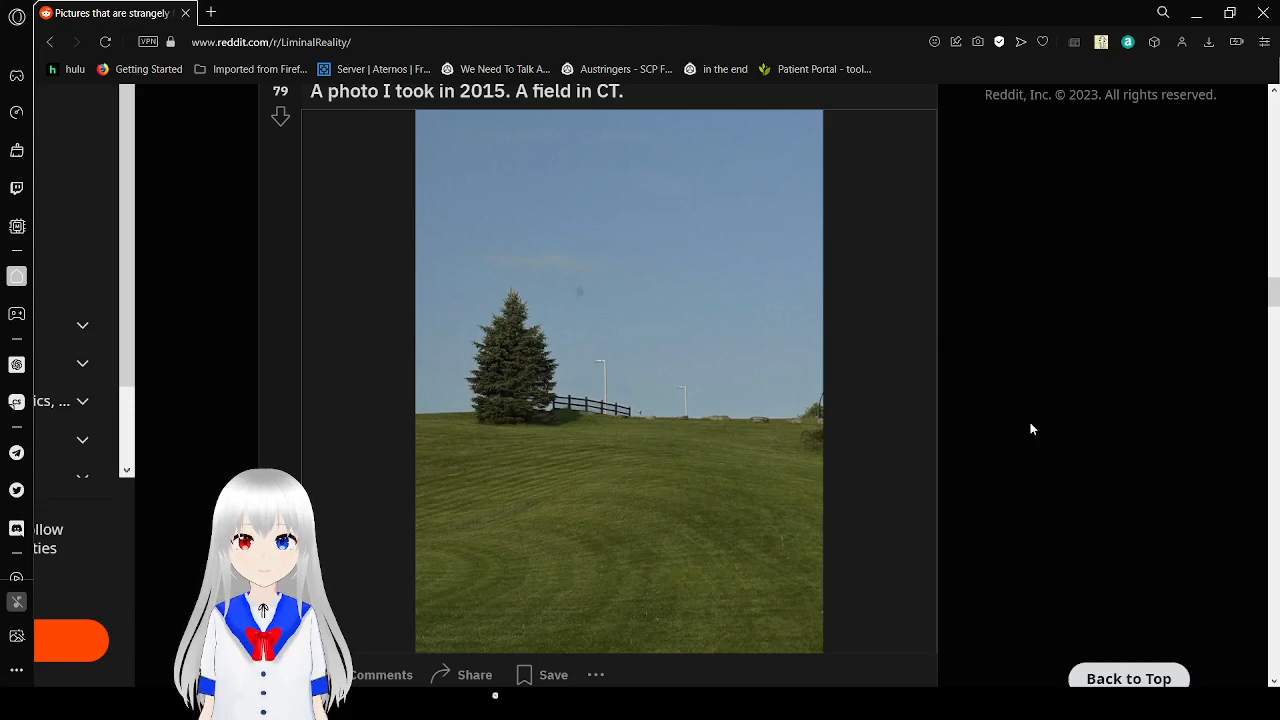 Pictures that are strangely
VPN
www.reddit.com/r/LiminalReality/
hulu
Getting Started
Imported from Firef...
Server | Aternos | Fr...
We Need To Talk A...
Austringers - SCP F...
in the end
Patient Portal - tool...
79
A photo I took in 2015. A field in CT.
Reddit, Inc. © 2023. All rights reserved.
ics, ...
ollow
ties
Comments
Share
Save
Back to Top